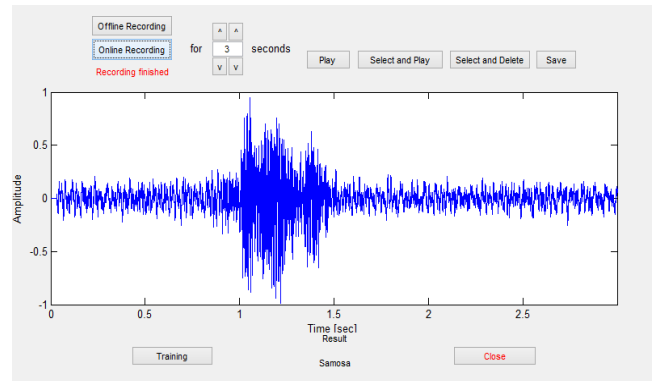 Offline Recording
Online Recording for 3 seconds
^ ^
v v
Recording finished
Play Select and Play Select and Delete Save
1
0.5
0
-0.5
-1
Amplitude
0 0.5 1 1.5 2 2.5
Time [sec]
Result
Training Samosa Close